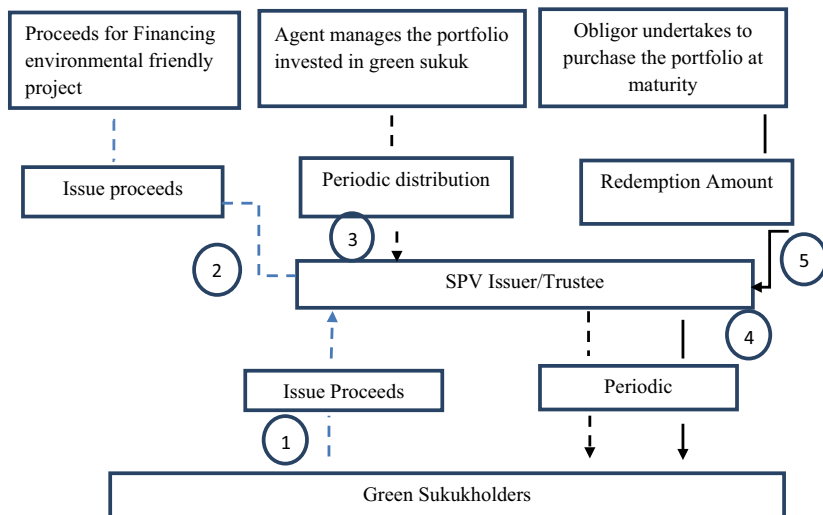 Proceeds for Financing
environmental friendly
project
Agent manages the portfolio
invested in green sukuk
Obligor undertakes to
purchase the portfolio at
maturity
Issue proceeds
Periodic distribution
Redemption Amount
3
2
5
SPV Issuer/Trustee
4
Issue Proceeds
Periodic
1
Green Sukukholders